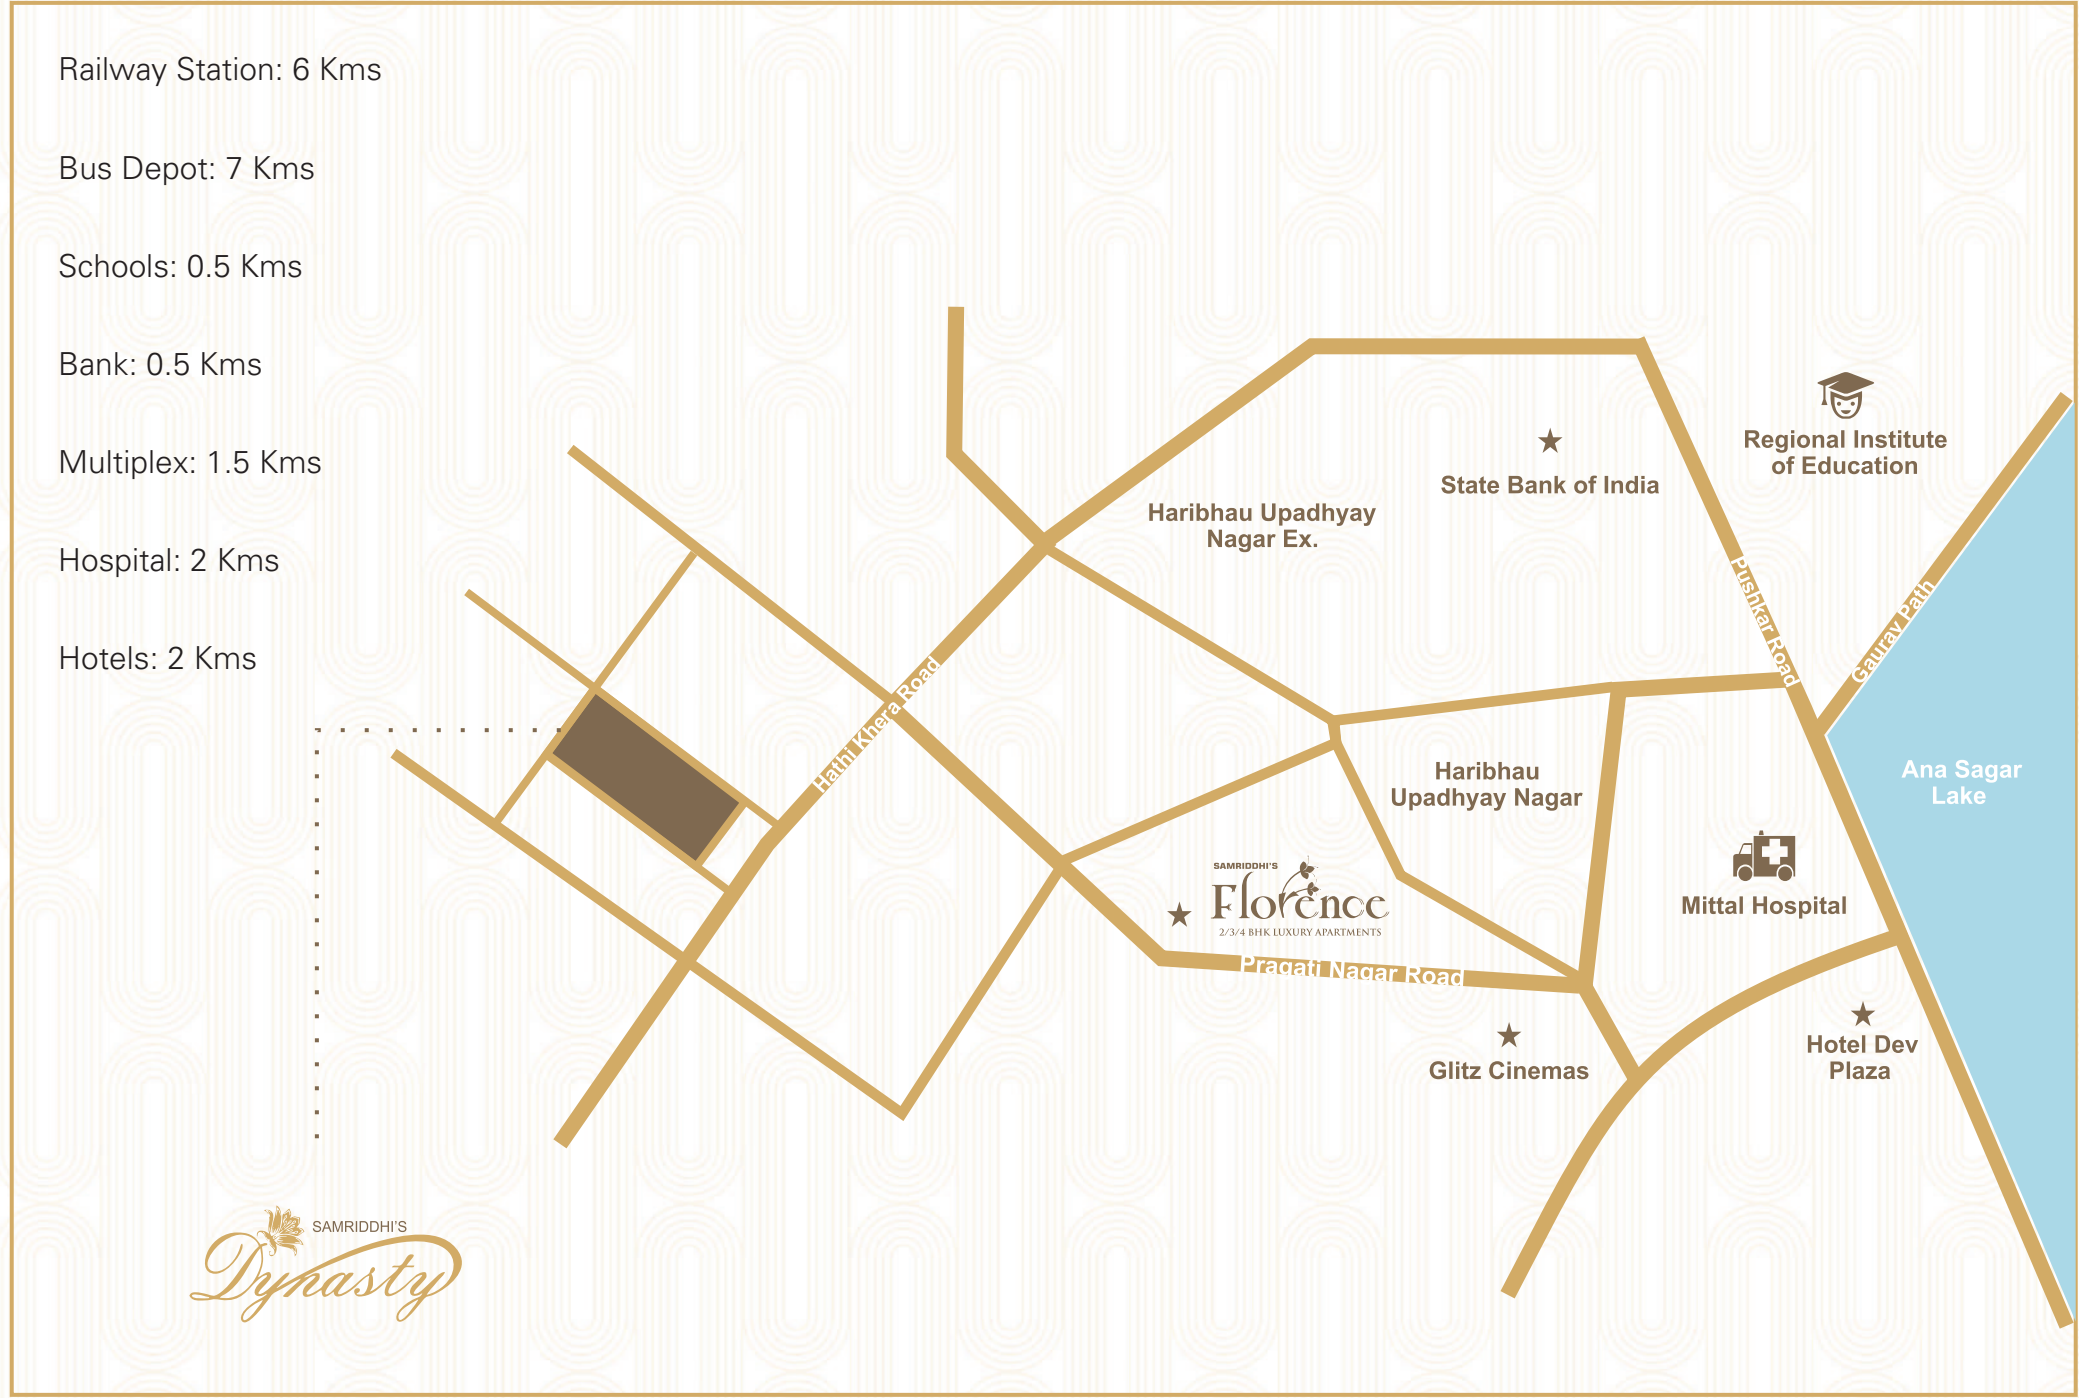 Railway Station: 6 Kms
Bus Depot: 7 Kms
Schools: 0.5 Kms
Bank: 0.5 Kms
Multiplex: 1.5 Kms
Hospital: 2 Kms
Hotels: 2 Kms
Regional Institute
of Education
State Bank of India
Haribhau Upadhyay
Nagar Ex.
Pushkar Road
Gaurav Path
Hathi Khera Road
Haribhau
Upadhyay Nagar
Ana Sagar
Lake
SAMRIDDHI'S
Florence
2/3/4 BHK LUXURY APARTMENTS
Mittal Hospital
Pragati Nagar Road
Glitz Cinemas
Hotel Dev
Plaza
SAMRIDDHI'S
Dynasty